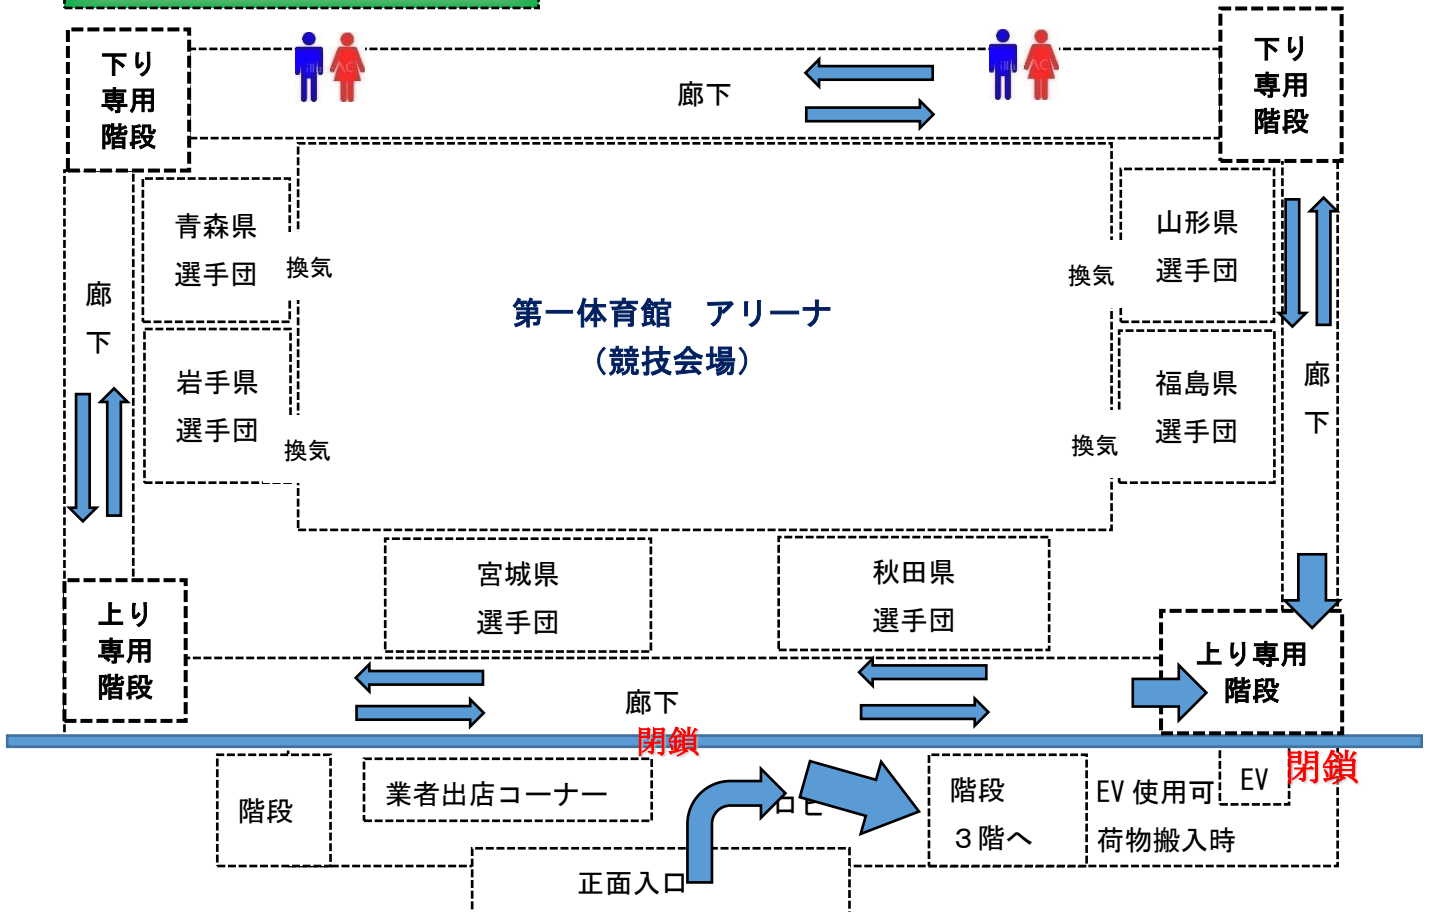 下り
専用
階段
下り
専用
階段
廊下
青森県
選手団
換気
山形県
選手団
換気
第一体育館　アリーナ
（競技会場）
廊
下
岩手県
選手団
換気
福島県
選手団
換気
廊
下
宮城県
選手団
秋田県
選手団
上り
専用
階段
上り専用
階段
廊下
閉鎖
閉鎖
階段
業者出店コーナー
ロビ
階段
３階へ
EV 使用可
荷物搬入時
EV
正面入口